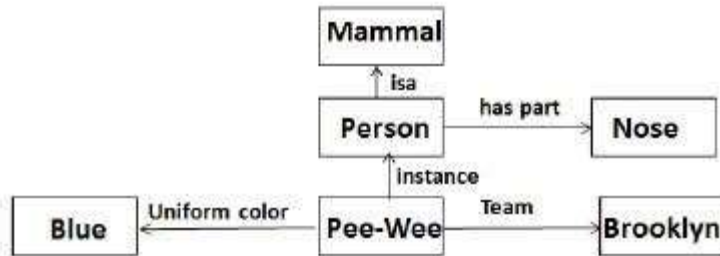 Mammal
isa
Person
has part
Nose
instance
Blue
Uniform color
Pee-Wee
Team
Brooklyn